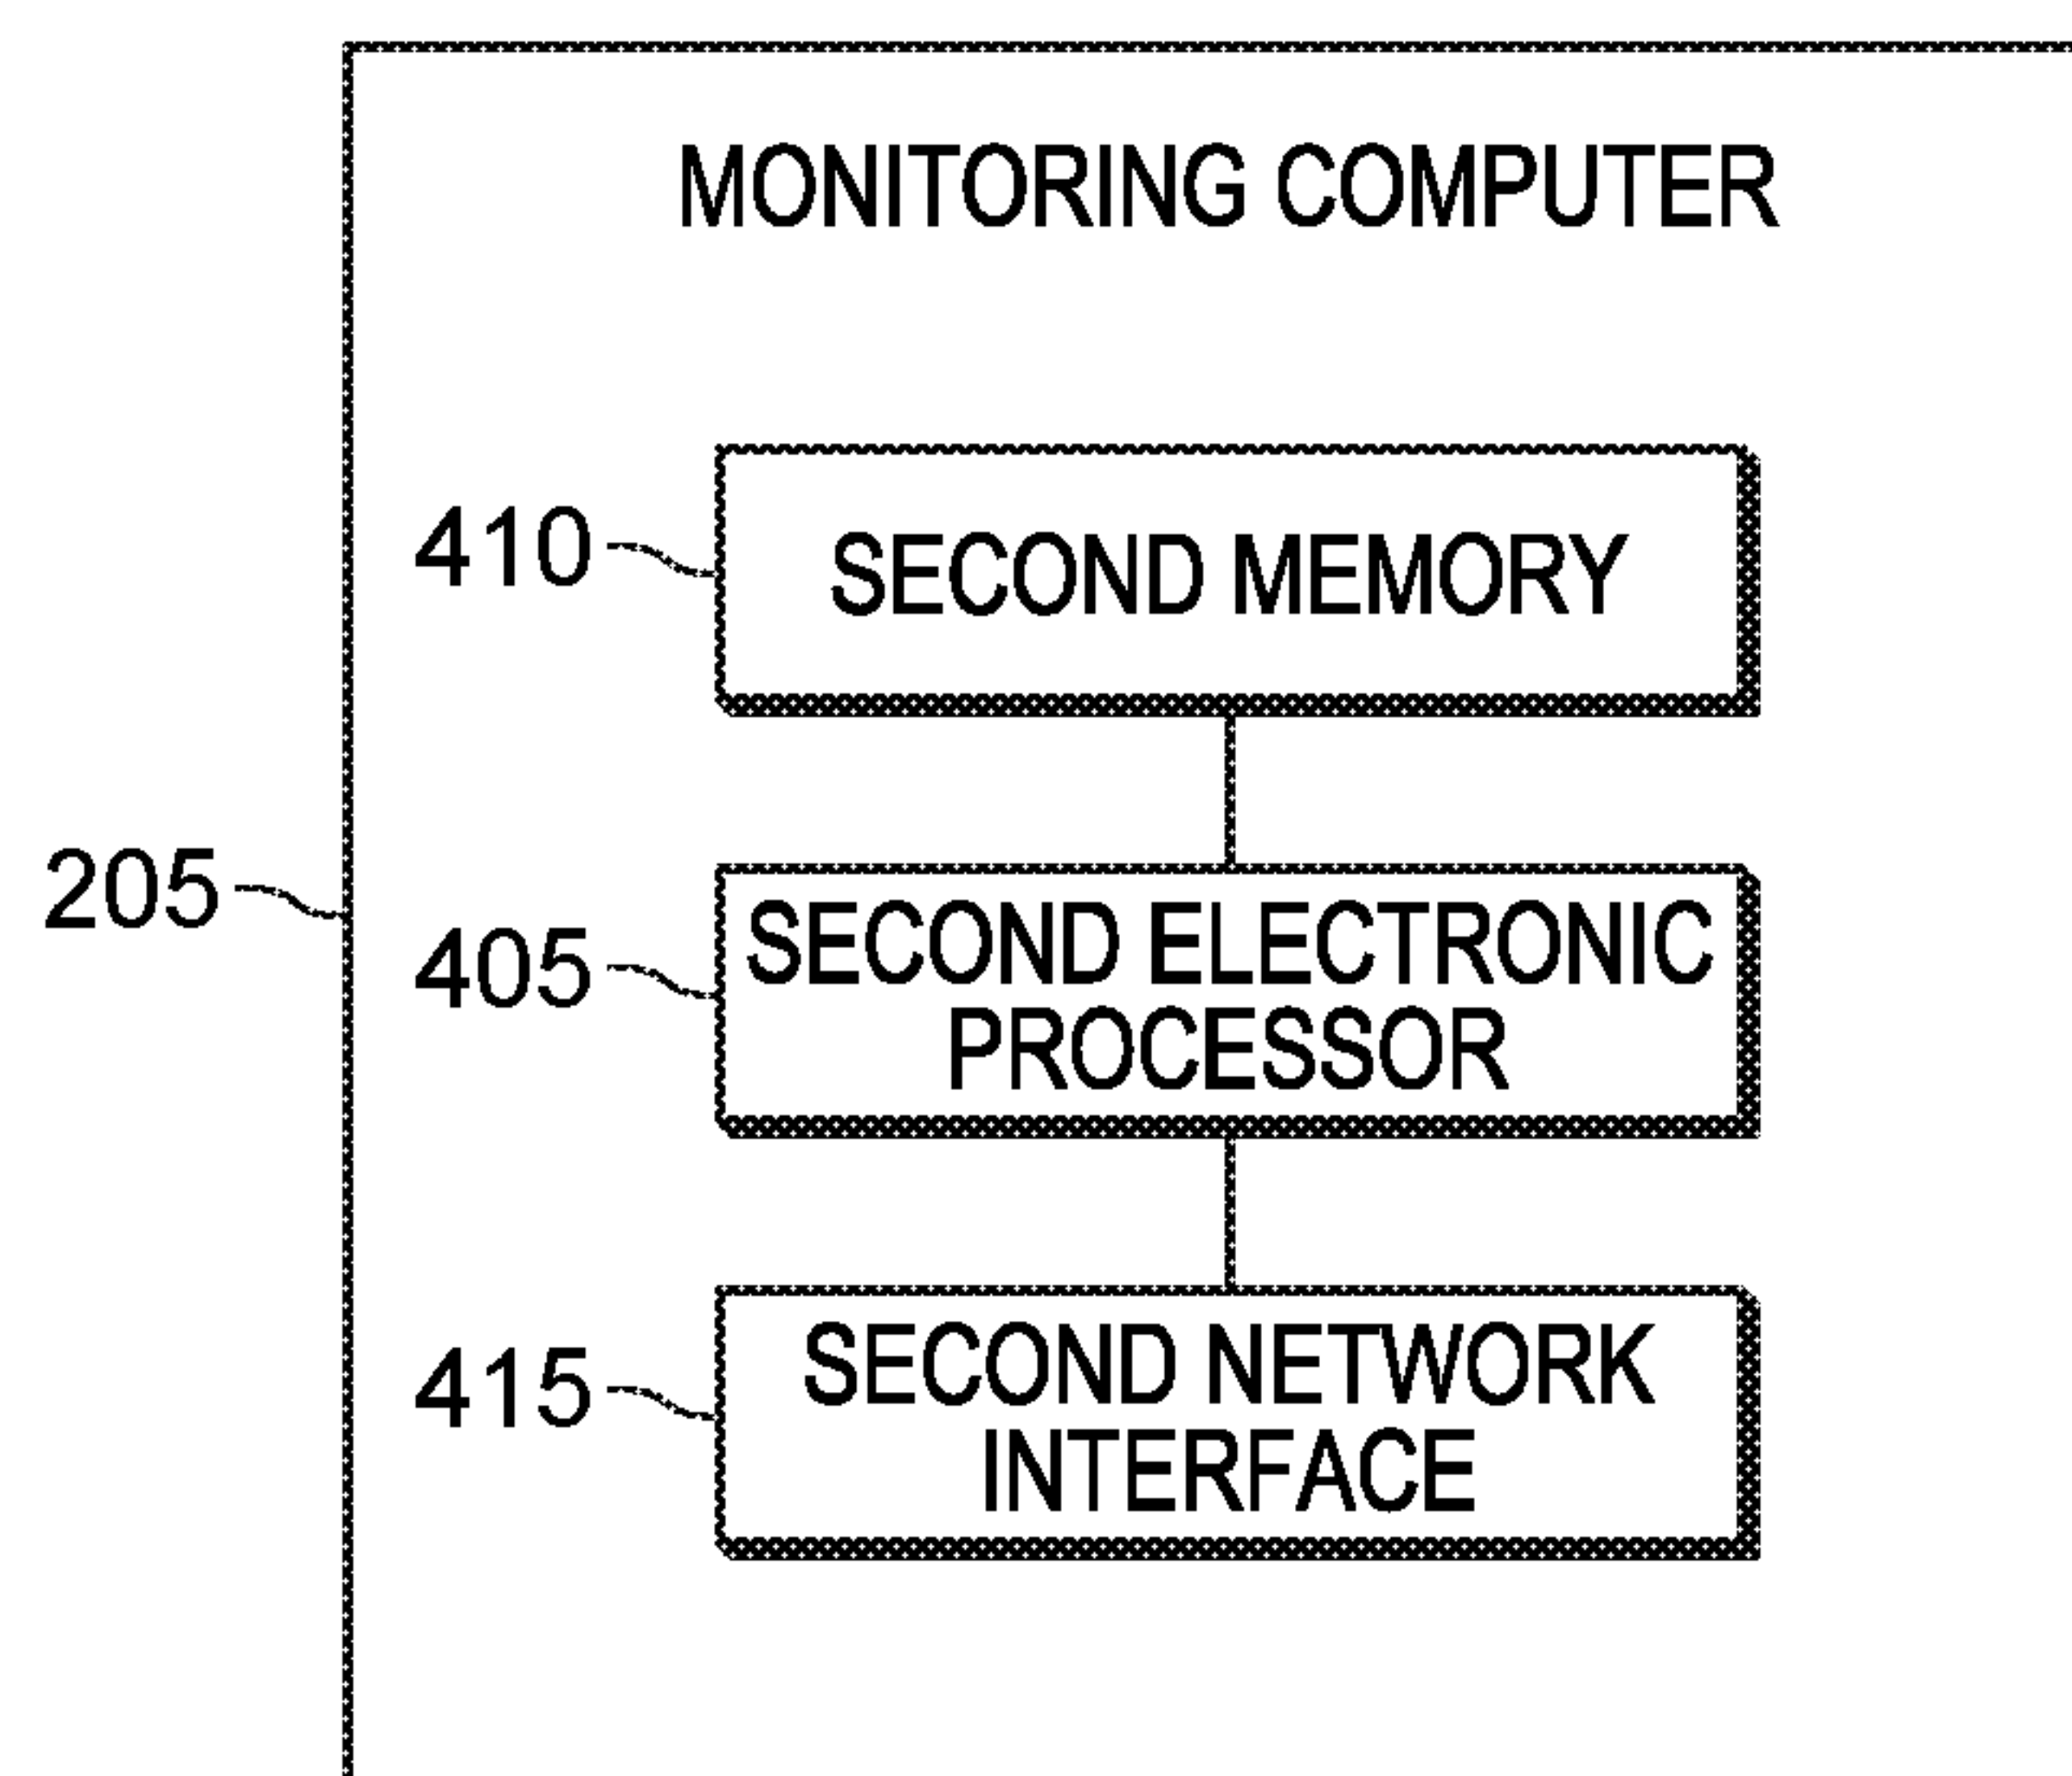 MONITORING COMPUTER
410
SECOND MEMORY
205
405
SECOND ELECTRONIC
PROCESSOR
415
SECOND NETWORK
INTERFACE